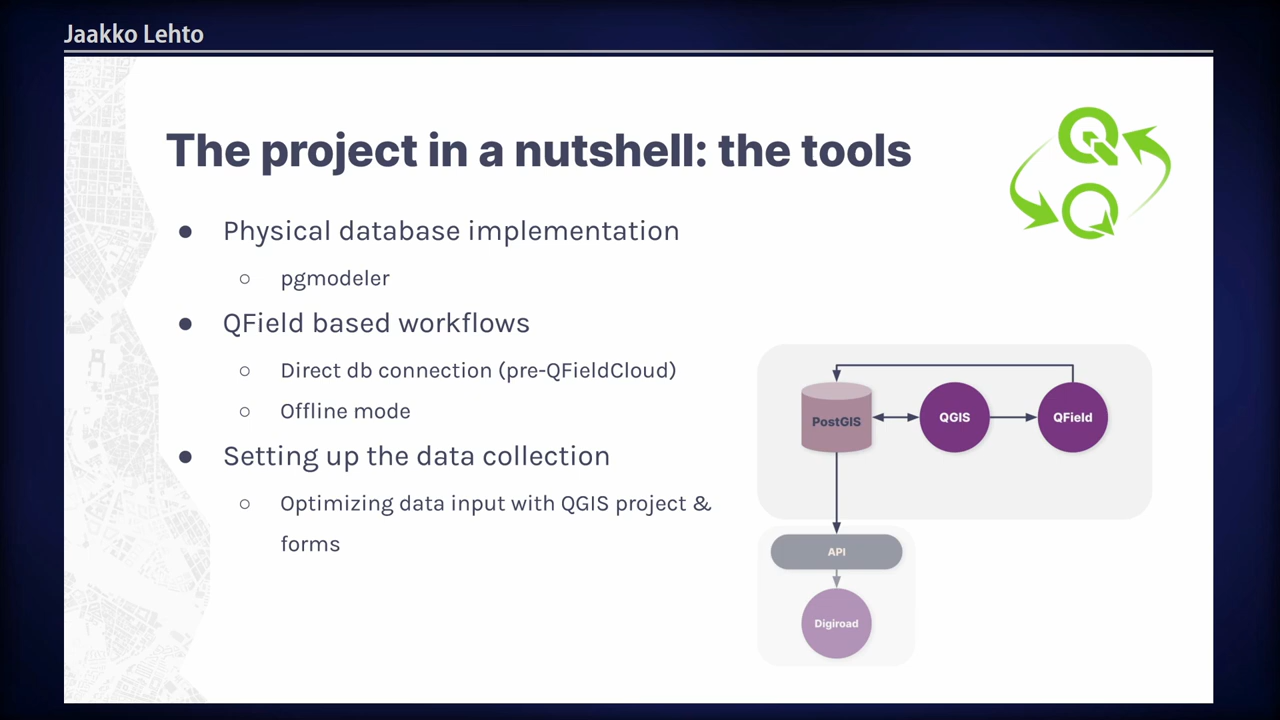 Jaakko Lehto
The project in a nutshell: the tools
● Physical database implementation
○ pgmodeler
● QField based workflows
○ Direct db connection (pre-QFieldCloud)
○ Offline mode
● Setting up the data collection
○ Optimizing data input with QGIS project &
forms
PostGIS
QGIS
QField
API
Digiroad